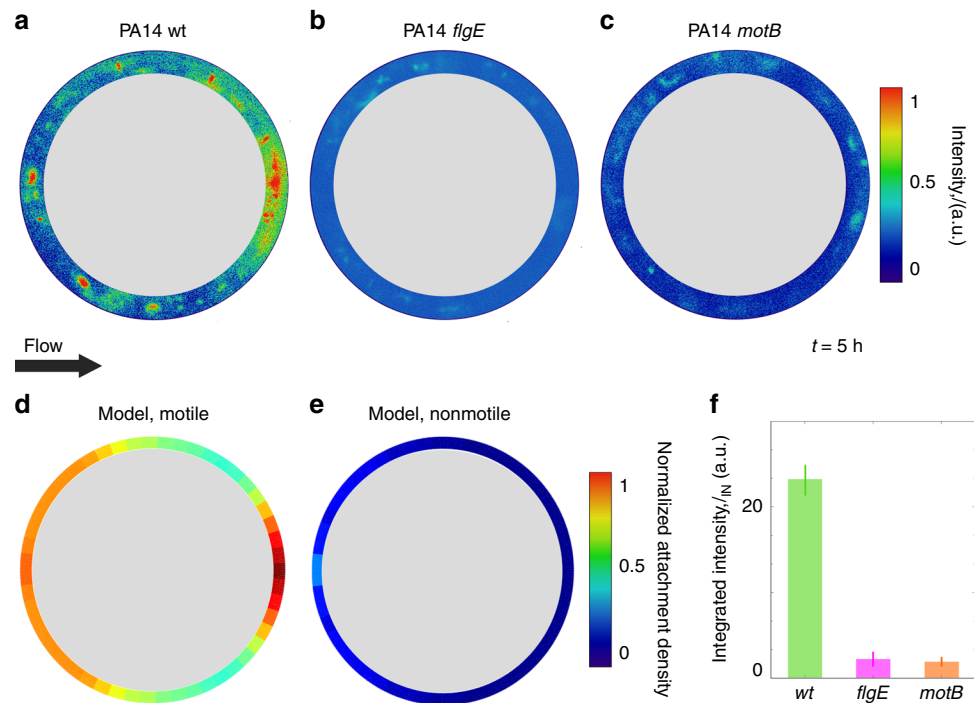 a
PA14 wt
b
PA14 flgE
c
PA14 motB
1
0.5
0
Intensity,/(a.u.)
Flow
t = 5 h
d
Model, motile
e
Model, nonmotile
1
0.5
0
Normalized attachment density
f
Integrated intensity,/IN (a.u.)
20
0
wt
flgE
motB